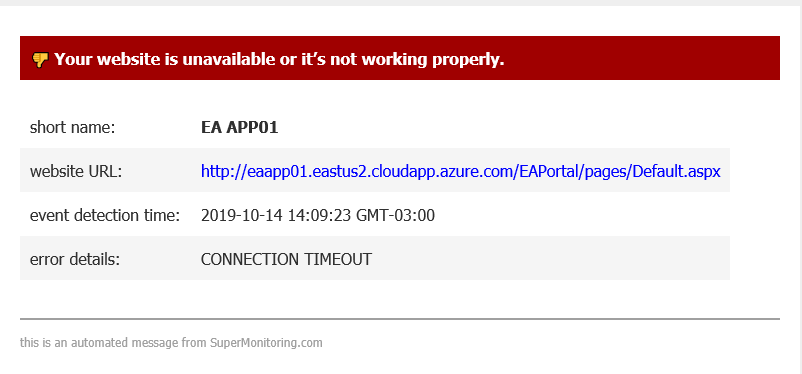 Your website is unavailable or it’s not working properly.
short name: EA APP01
website URL: http://eaapp01.eastus2.cloudapp.azure.com/EAPortal/pages/Default.aspx
event detection time: 2019-10-14 14:09:23 GMT-03:00
error details: CONNECTION TIMEOUT
this is an automated message from SuperMonitoring.com